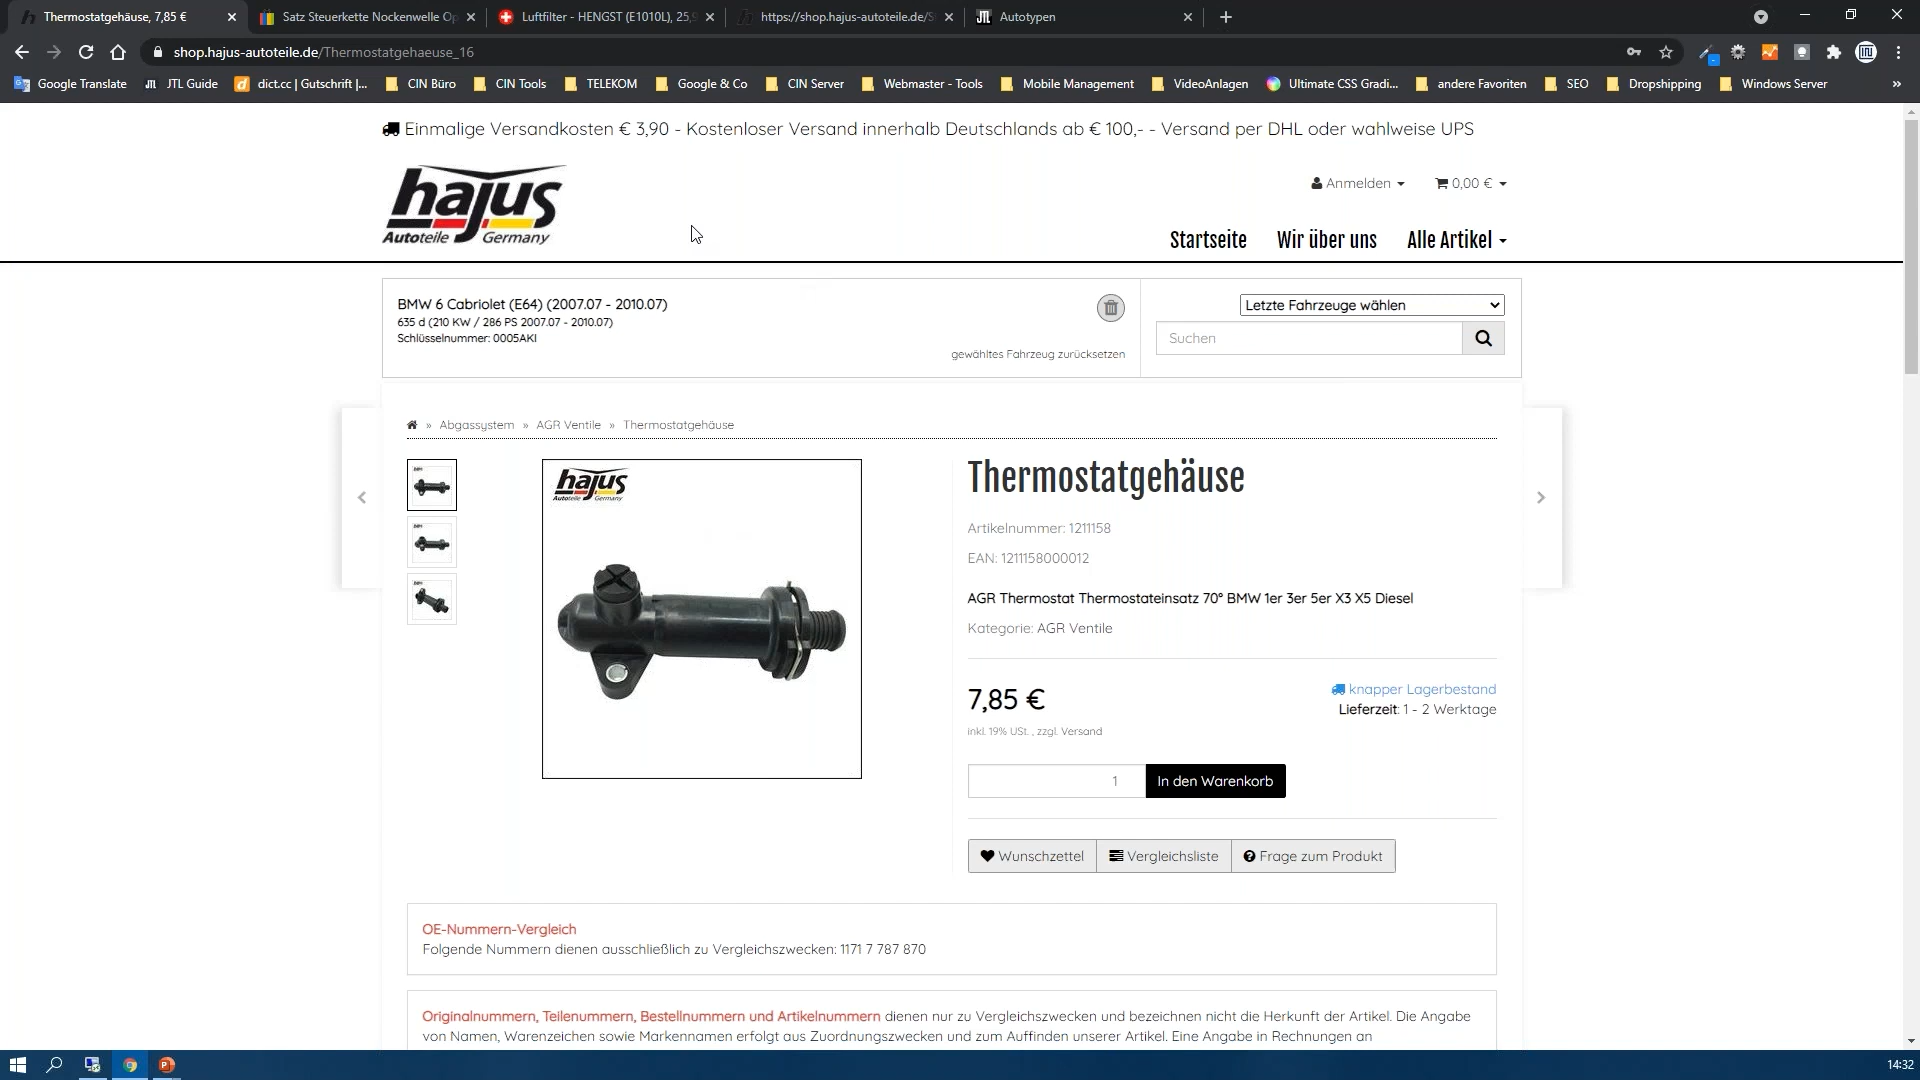 Thermostatgehäuse, 7,85 €
Satz Steuerkette Nockenwelle Op
Luftfilter - HENGST (E1010L), 25,9
https://shop.hajus-autoteile.de/S
Autotypen
shop.hajus-autoteile.de/Thermostatgehaeuse_16
Google Translate
JTL Guide
dict.cc | Gutschrift |...
CIN Büro
CIN Tools
TELEKOM
Google & Co
CIN Server
Webmaster - Tools
Mobile Management
VideoAnlagen
Ultimate CSS Gradi...
andere Favoriten
SEO
Dropshipping
Windows Server
»
Einmalige Versandkosten € 3,90 - Kostenloser Versand innerhalb Deutschlands ab € 100,- - Versand per DHL oder wahlweise UPS
hajus
Autoteile Germany
Anmelden
0,00 €
Startseite
Wir über uns
Alle Artikel
BMW 6 Cabriolet (E64) (2007.07 - 2010.07)
635 d (210 KW / 286 PS 2007.07 - 2010.07)
Schlüsselnummer: 0005AKI
gewähltes Fahrzeug zurücksetzen
Letzte Fahrzeuge wählen
Suchen
» Abgassystem » AGR Ventile » Thermostatgehäuse
hajus
Autoteile Germany
Thermostatgehäuse
Artikelnummer: 1211158
EAN: 1211158000012
AGR Thermostat Thermostateinsatz 70° BMW 1er 3er 5er X3 X5 Diesel
Kategorie: AGR Ventile
7,85 €
inkl. 19% USt. , zzgl. Versand
knapper Lagerbestand
Lieferzeit: 1 - 2 Werktage
1
In den Warenkorb
Wunschzettel
Vergleichsliste
Frage zum Produkt
OE-Nummern-Vergleich
Folgende Nummern dienen ausschließlich zu Vergleichszwecken: 1171 7 787 870
Originalnummern, Teilenummern, Bestellnummern und Artikelnummern dienen nur zu Vergleichszwecken und bezeichnen nicht die Herkunft der Artikel. Die Angabe
von Namen, Warenzeichen sowie Markennamen erfolgt aus Zuordnungszwecken und zum Auffinden unserer Artikel. Eine Angabe in Rechnungen an
14:32